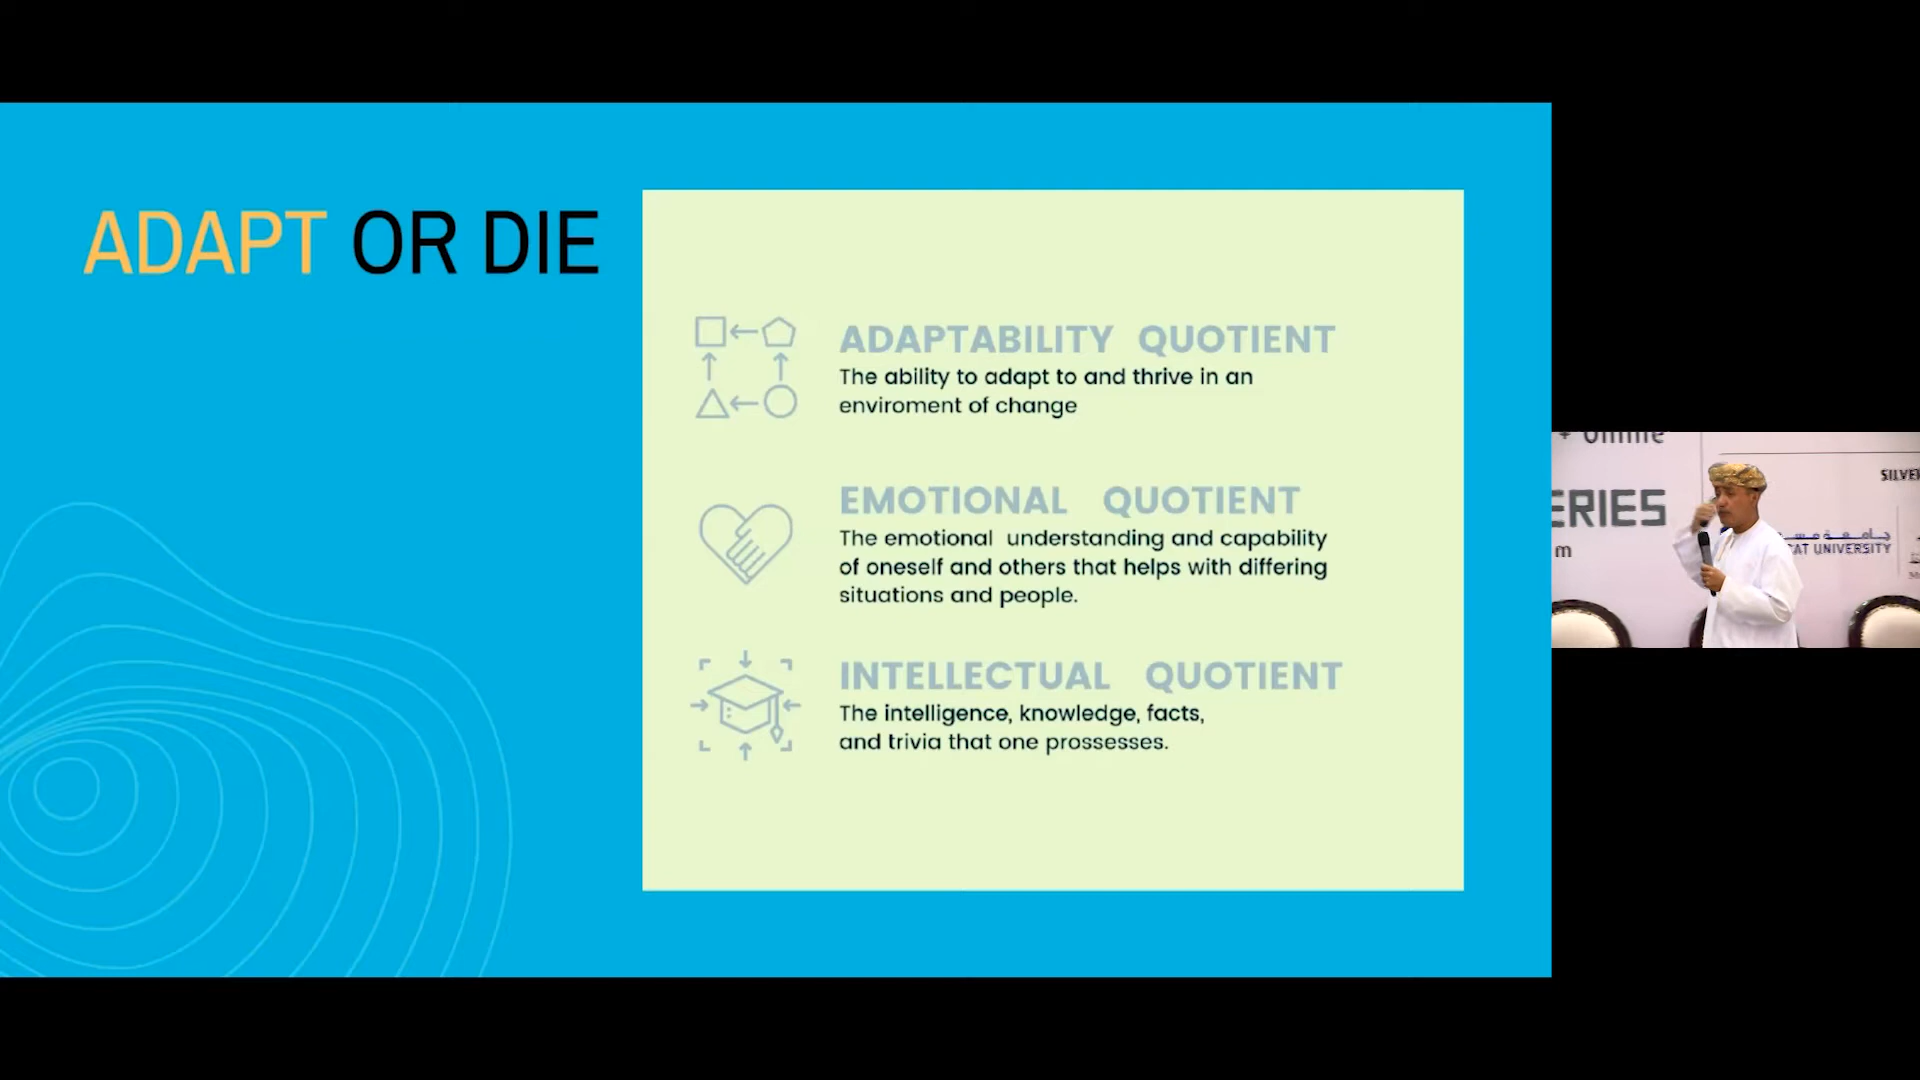 ADAPT OR DIE
ADAPTABILITY QUOTIENT
The ability to adapt to and thrive in an
enviroment of change
EMOTIONAL QUOTIENT
The emotional understanding and capability
of oneself and others that helps with differing
situations and people.
INTELLECTUAL QUOTIENT
The intelligence, knowledge, facts,
and trivia that one prossesses.
+ Online
SILVE
ERIES
m
CAT UNIVERSITY